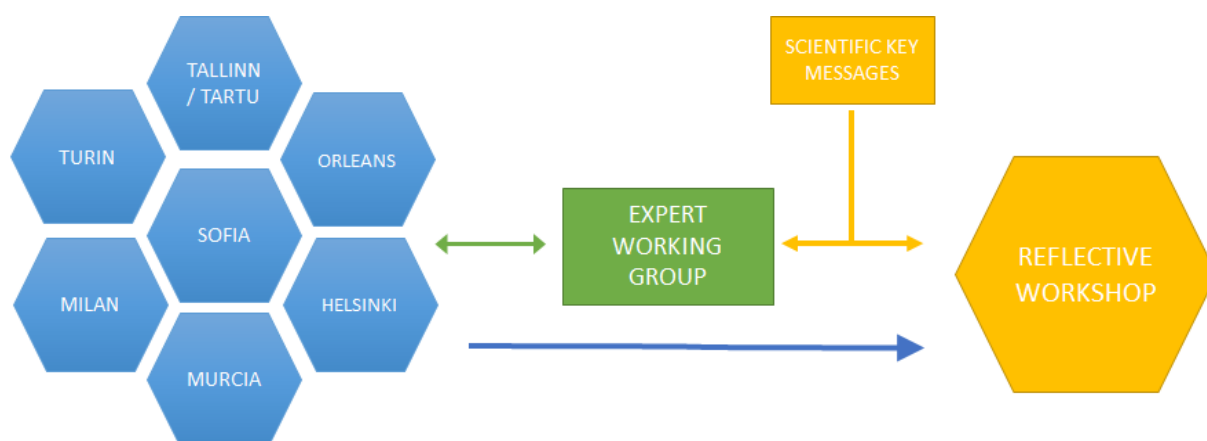 TALLINN
/ TARTU
TURIN
ORLEANS
SOFIA
MILAN
HELSINKI
MURCIA
EXPERT
WORKING
GROUP
SCIENTIFIC KEY
MESSAGES
REFLECTIVE
WORKSHOP